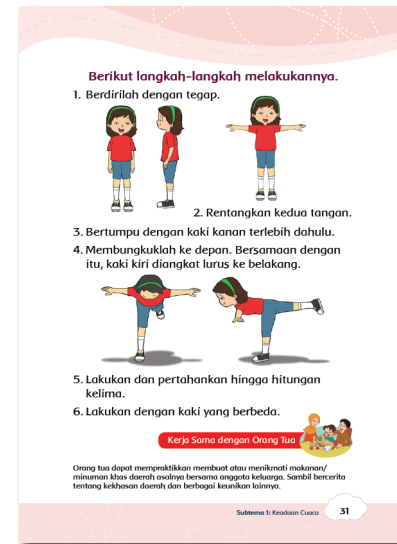 Berikut langkah-langkah melakukannya.
1. Berdirilah dengan tegap.
2. Rentangkan kedua tangan.
3. Bertumpu dengan kaki kanan terlebih dahulu.
4. Membungkuklah ke depan. Bersamaan dengan
itu, kaki kiri diangkat lurus ke belakang.
5. Lakukan dan pertahankan hingga hitungan
kelima.
6. Lakukan dengan kaki yang berbeda.
Kerja Sama dengan Orang Tua
Orang tua dapat mempraktikkan membuat atau menikmati makanan/
minuman khas daerah asalnya bersama anggota keluarga. Sambil bercerita
tentang kekhasan daerah dan berbagai keunikan lainnya.
Subtema 1: Keadaan Cuaca 31